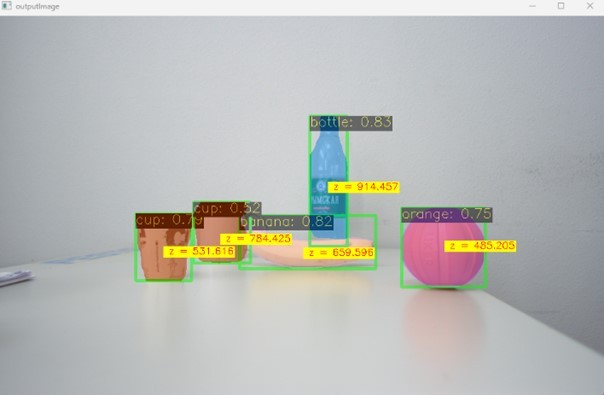 outputImage
bottle: 0.83
z = 914.457
cup: 0.52
cup: 0.79
banana: 0.82
orange: 0.75
z = 784.425
z = 531.616
z = 659.596
z = 485.205